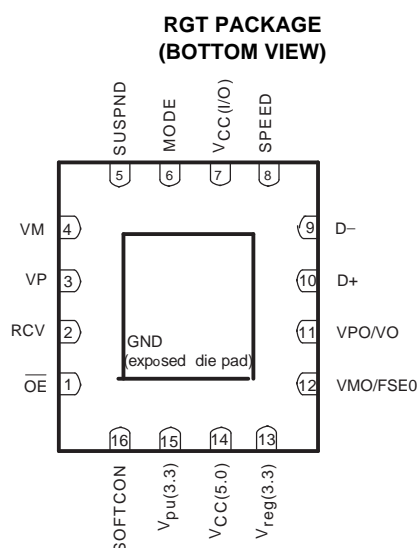 RGT PACKAGE
(BOTTOM VIEW)
SUSPND
MODE
VCC(I/O)
SPEED
5
6
7
8
VM
4
9
D−
VP
3
10
D+
RCV
2
11
VPO/VO
OE
1
12
VMO/FSE0
GND
(exposed die pad)
16
15
14
13
SOFTCON
Vpu(3.3)
VCC(5.0)
Vreg(3.3)